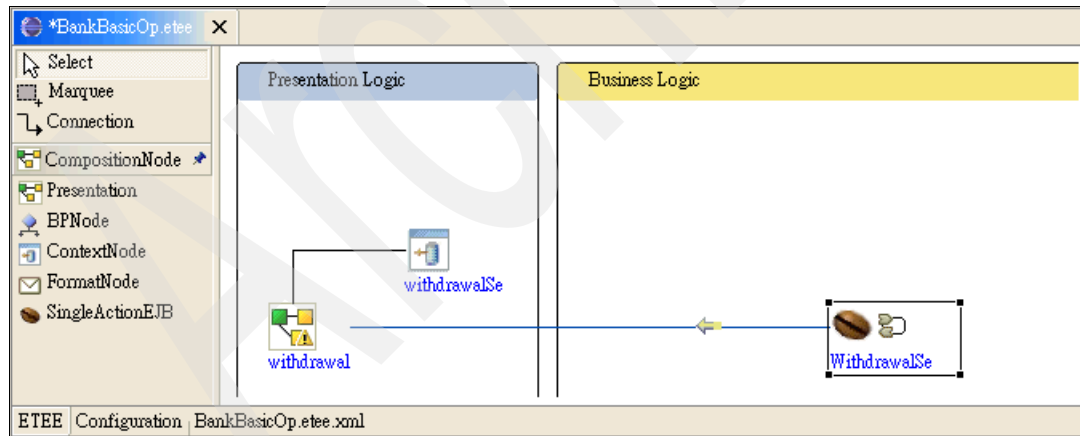 *BankBasicOp.etee
Select
Marquee
Connection
CompositionNode
Presentation
BPNode
ContextNode
FormatNode
SingleActionEJB
Presentation Logic
Business Logic
withdrawalSe
withdrawal
WithdrawalSe
ETEE Configuration BankBasicOp.etee.xml